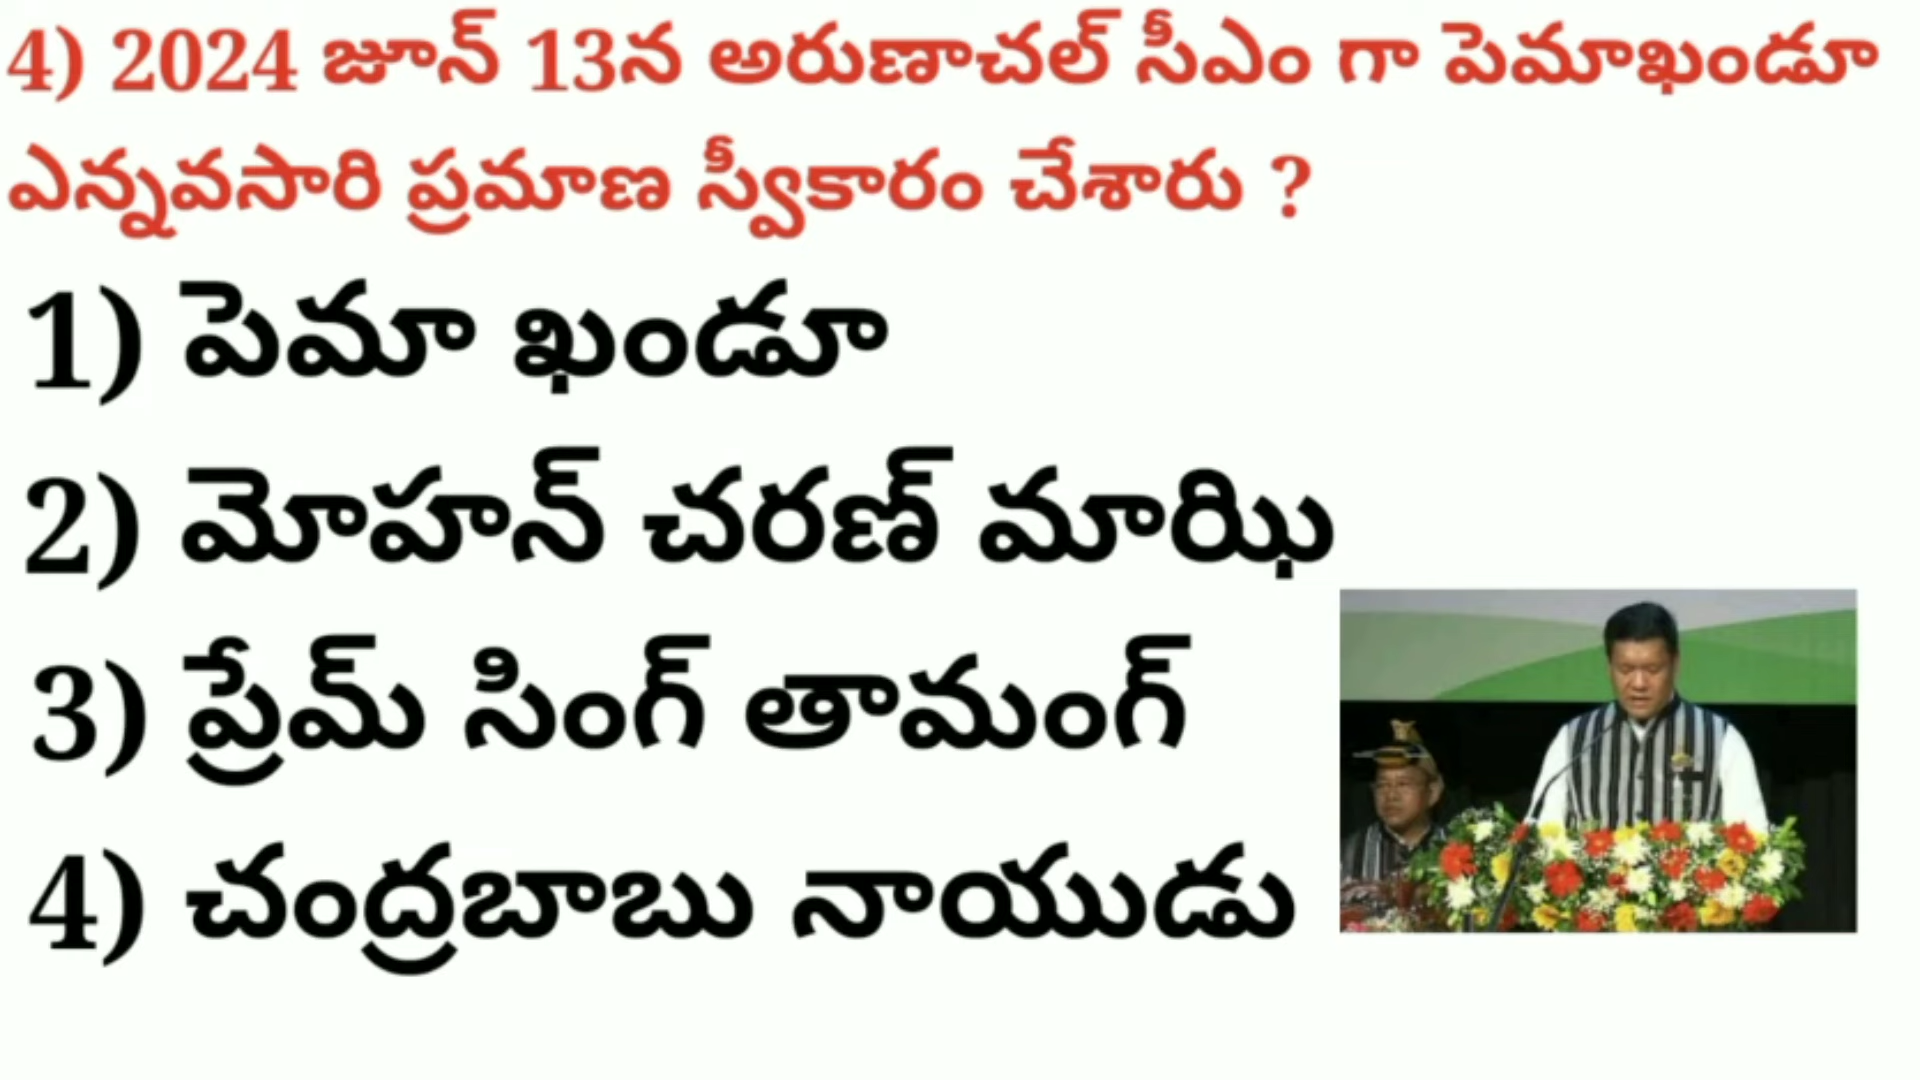 4) 2024 జూన్ 13న అరుణాచల్ సీఎం గా పెమాఖండూ
ఎన్నవసారి ప్రమాణ స్వీకారం చేశారు ?
1) పెమా ఖండూ
2) మోహన్ చరణ్ మాఝి
3) ప్రేమ్ సింగ్ తామంగ్
4) చంద్రబాబు నాయుడు